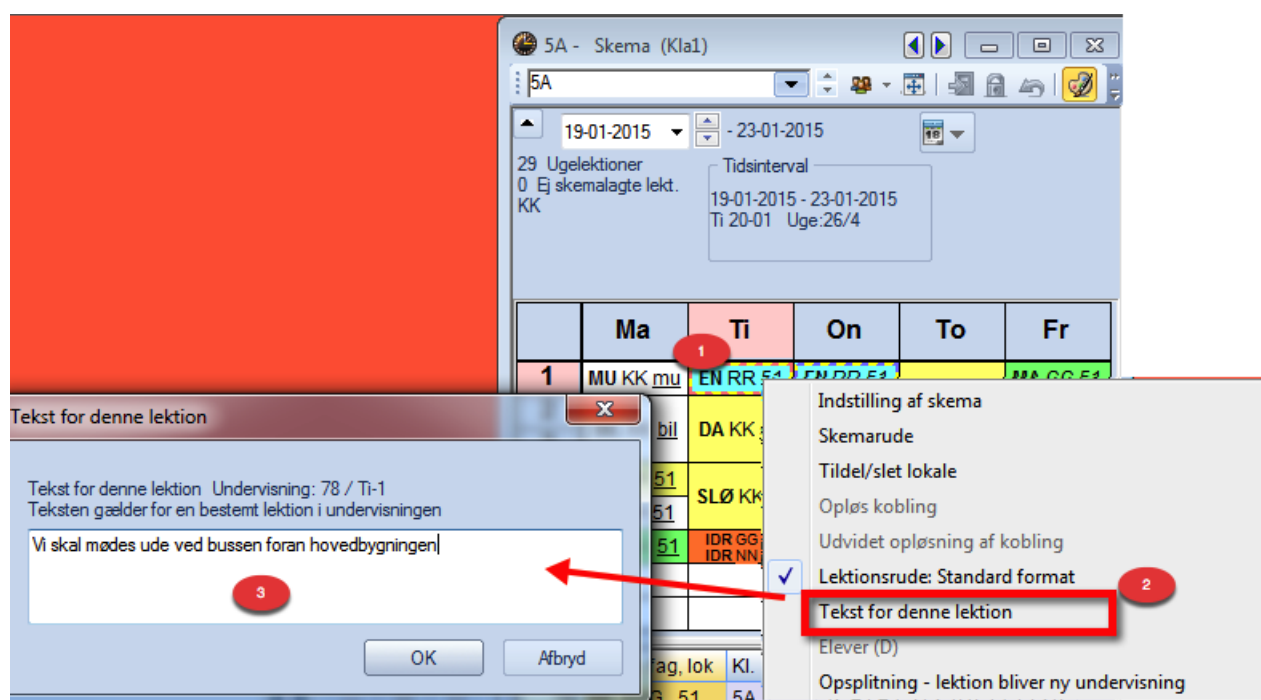 5A - Skema (Kla1)
5A
19-01-2015 - 23-01-2015
18
29 Ugelektioner
0 Ej skemalagte lekt.
KK
Tidsinterval
19-01-2015 - 23-01-2015
Ti 20-01 Uge:26/4
Ma Ti On To Fr
1
1 MU KK mu EN RR 51 EN RR 51 MA GG 51
bil DA KK
51 SLØ KK
51
51 IDR GG
IDR NN
Tekst for denne lektion
Tekst for denne lektion Undervisning: 78 / Ti-1
Teksten gælder for en bestemt lektion i undervisningen
Vi skal mødes ude ved bussen foran hovedbygningen
3
OK Afbryd
Indstilling af skema
Skemarude
Tildel/slet lokale
Opløs kobling
Udvidet opløsning af kobling
Lektionsrude: Standard format
2
Tekst for denne lektion
Elever (D)
Opsplitning - lektion bliver ny undervisning
fag, lok Kl.
51 5A